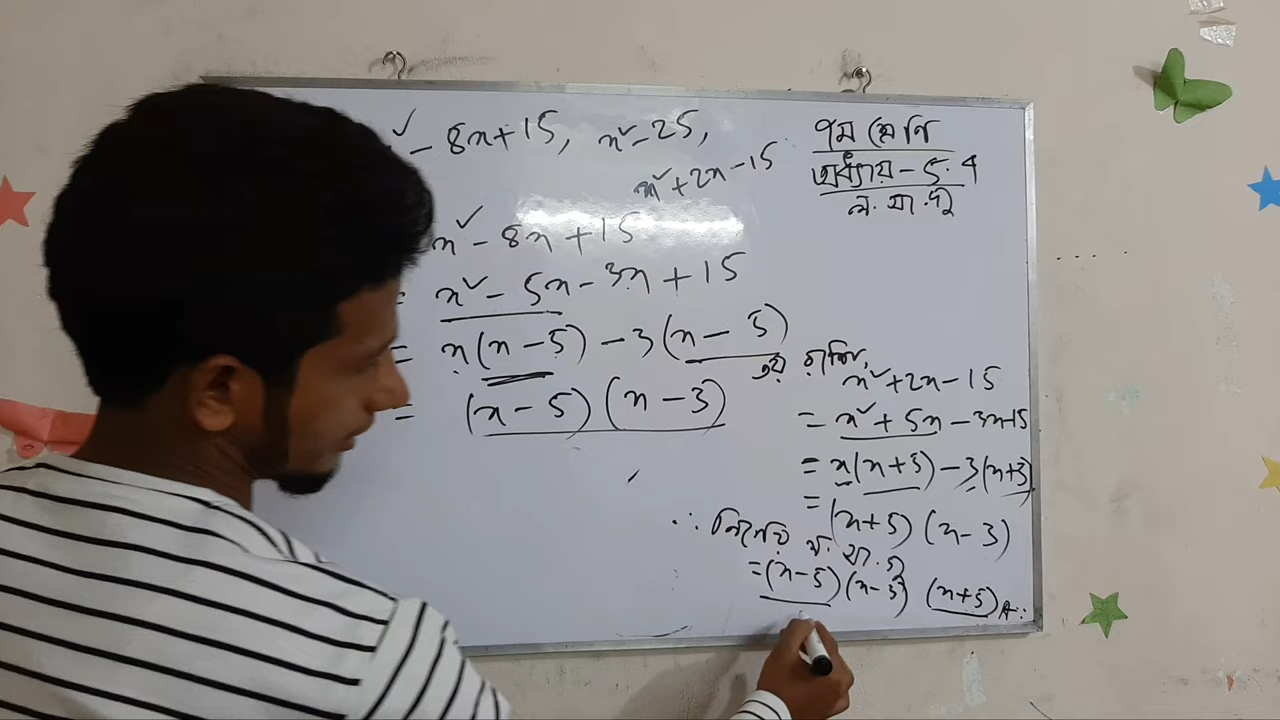 x² - 8x + 15, x² - 25,
x² + 2x - 15
৭ম শ্রেণি
অধ্যায় - 5.4
ল. সা. গু
x² - 8x + 15
= x² - 5x - 3x + 15
= x(x - 5) - 3(x - 5)
= (x - 5)(x - 3)
৩য় রাশি,
x² + 2x - 15
= x² + 5x - 3x - 15
= x(x + 5) - 3(x + 5)
= (x + 5)(x - 3)
∴ নির্ণেয় ল. সা. গু
= (x - 5)(x - 3)(x + 5) A: